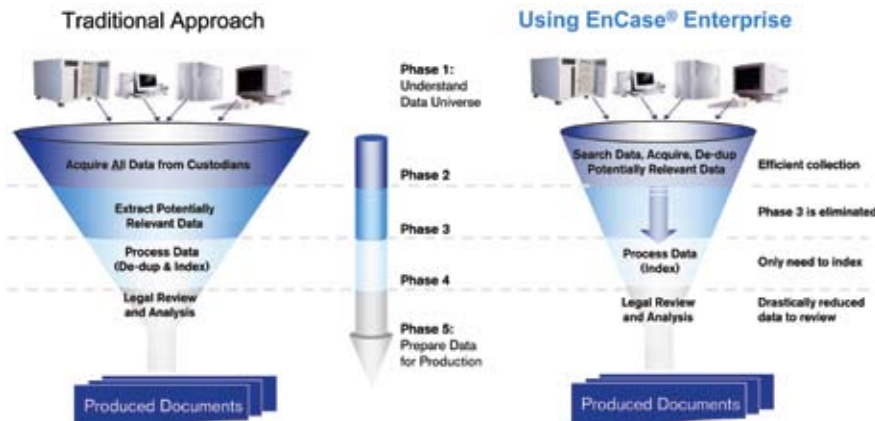 Traditional Approach
Acquire All Data from Custodians
Extract Potentially
Relevant Data
Process Data
(De-dup & Index)
Legal Review
and Analysis
Produced Documents
Phase 1:
Understand
Data Universe
Phase 2
Phase 3
Phase 4
Phase 5:
Prepare Data
for Production
Using EnCase® Enterprise
Search Data, Acquire, De-dup
Potentially Relevant Data
Process Data
(Index)
Legal Review
and Analysis
Produced Documents
Efficient collection
Phase 3 is eliminated
Only need to index
Drastically reduced
data to review